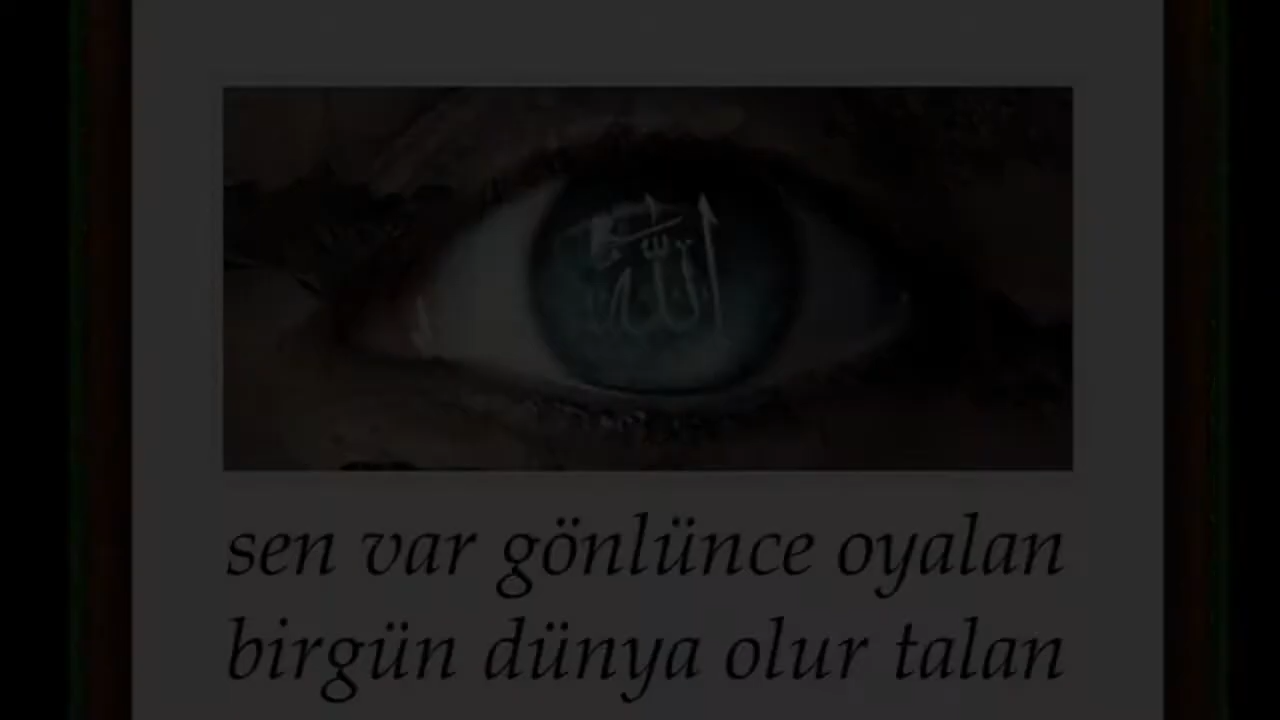 الله
sen var gönlünce oyalan
birgün dünya olur talan